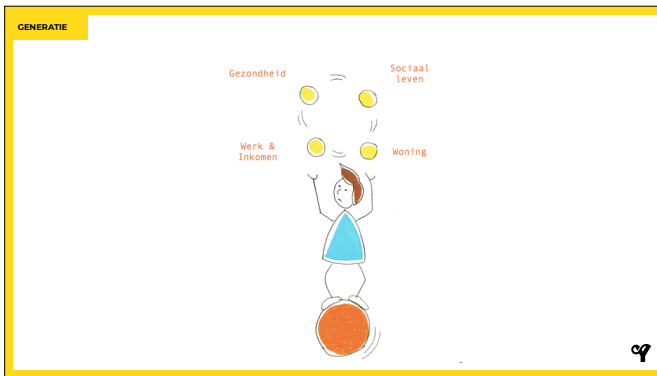 GENERATIE
Gezondheid
Sociaal
leven
Werk &
Inkomen
Woning